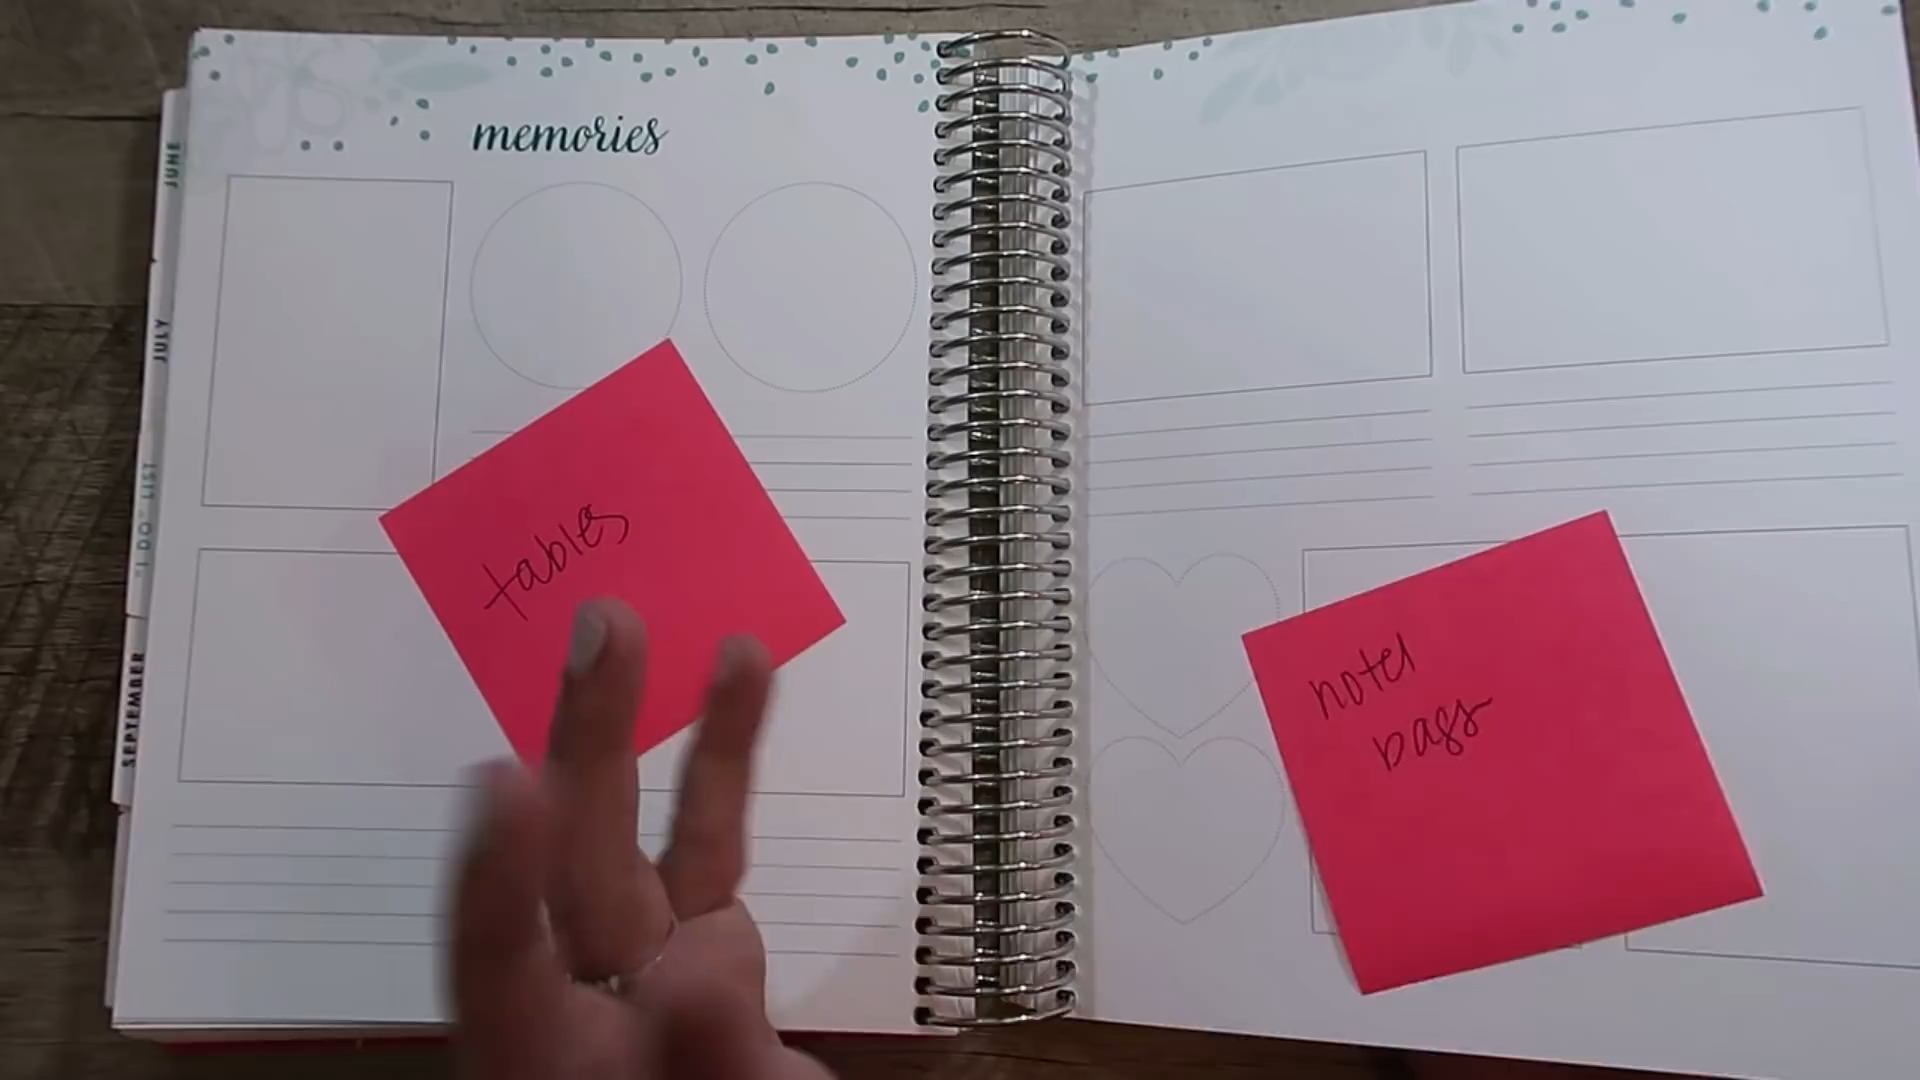 memories
tables
hotel
bags
JUNE
JULY
"I DO" LIST
SEPTEMBER